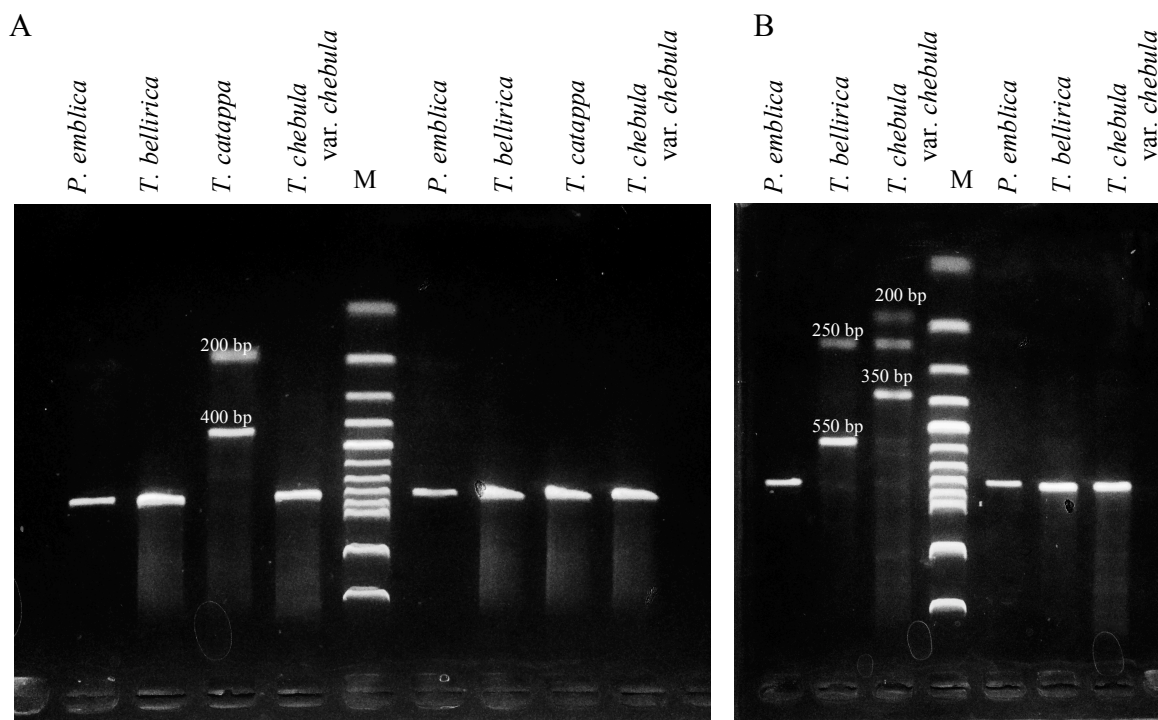 A
P. emblica
T. bellirica
T. catappa
T. chebula
var. chebula
M
P. emblica
T. bellirica
T. catappa
T. chebula
var. chebula
200 bp
400 bp
B
P. emblica
T. bellirica
T. chebula
var. chebula
M
P. emblica
T. bellirica
T. chebula
var. chebula
200 bp
250 bp
350 bp
550 bp